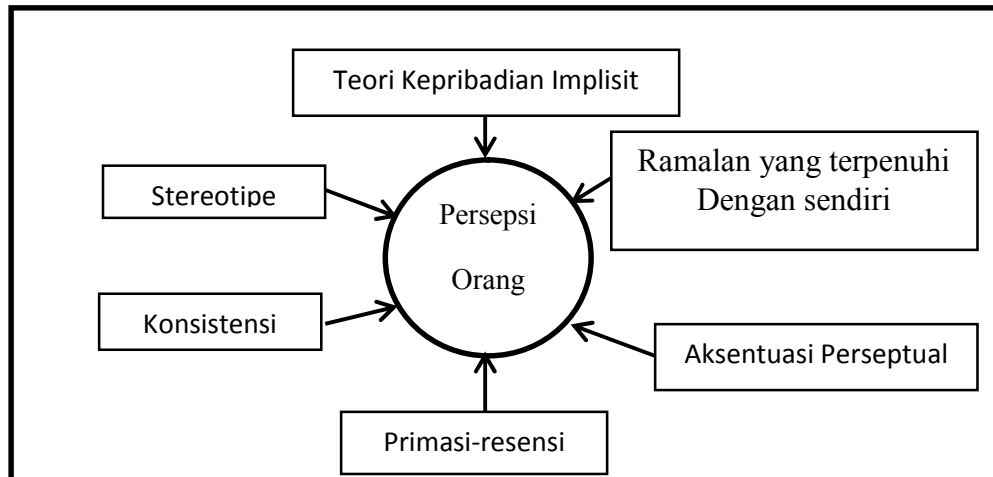 Teori Kepribadian Implisit
Ramalan yang terpenuhi
Dengan sendiri
Stereotipe
Persepsi
Orang
Konsistensi
Aksentuasi Perseptual
Primasi-resensi